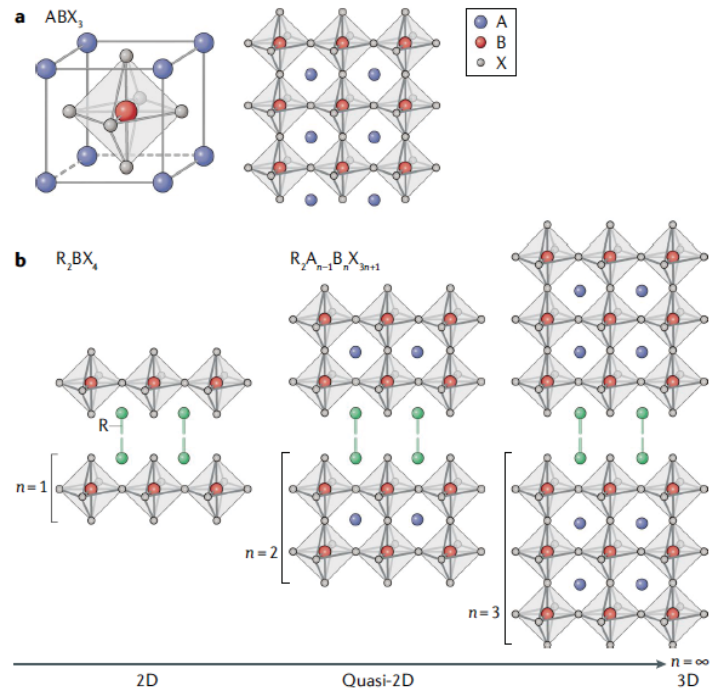 a ABX₃
A
B
X
b R₂BX₄ R₂Aₙ₋₁BₙX₃ₙ₊₁
R
n=1
n=2
n=3
n=∞
2D Quasi-2D 3D